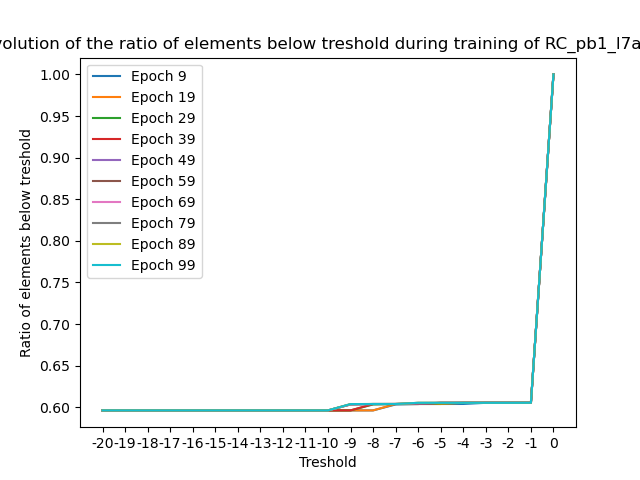 volution of the ratio of elements below treshold during training of RC_pb1_l7a
Epoch 9
Epoch 19
Epoch 29
Epoch 39
Epoch 49
Epoch 59
Epoch 69
Epoch 79
Epoch 89
Epoch 99
Ratio of elements below treshold
1.00
0.95
0.90
0.85
0.80
0.75
0.70
0.65
0.60
-20 -19 -18 -17 -16 -15 -14 -13 -12 -11 -10 -9 -8 -7 -6 -5 -4 -3 -2 -1 0
Treshold